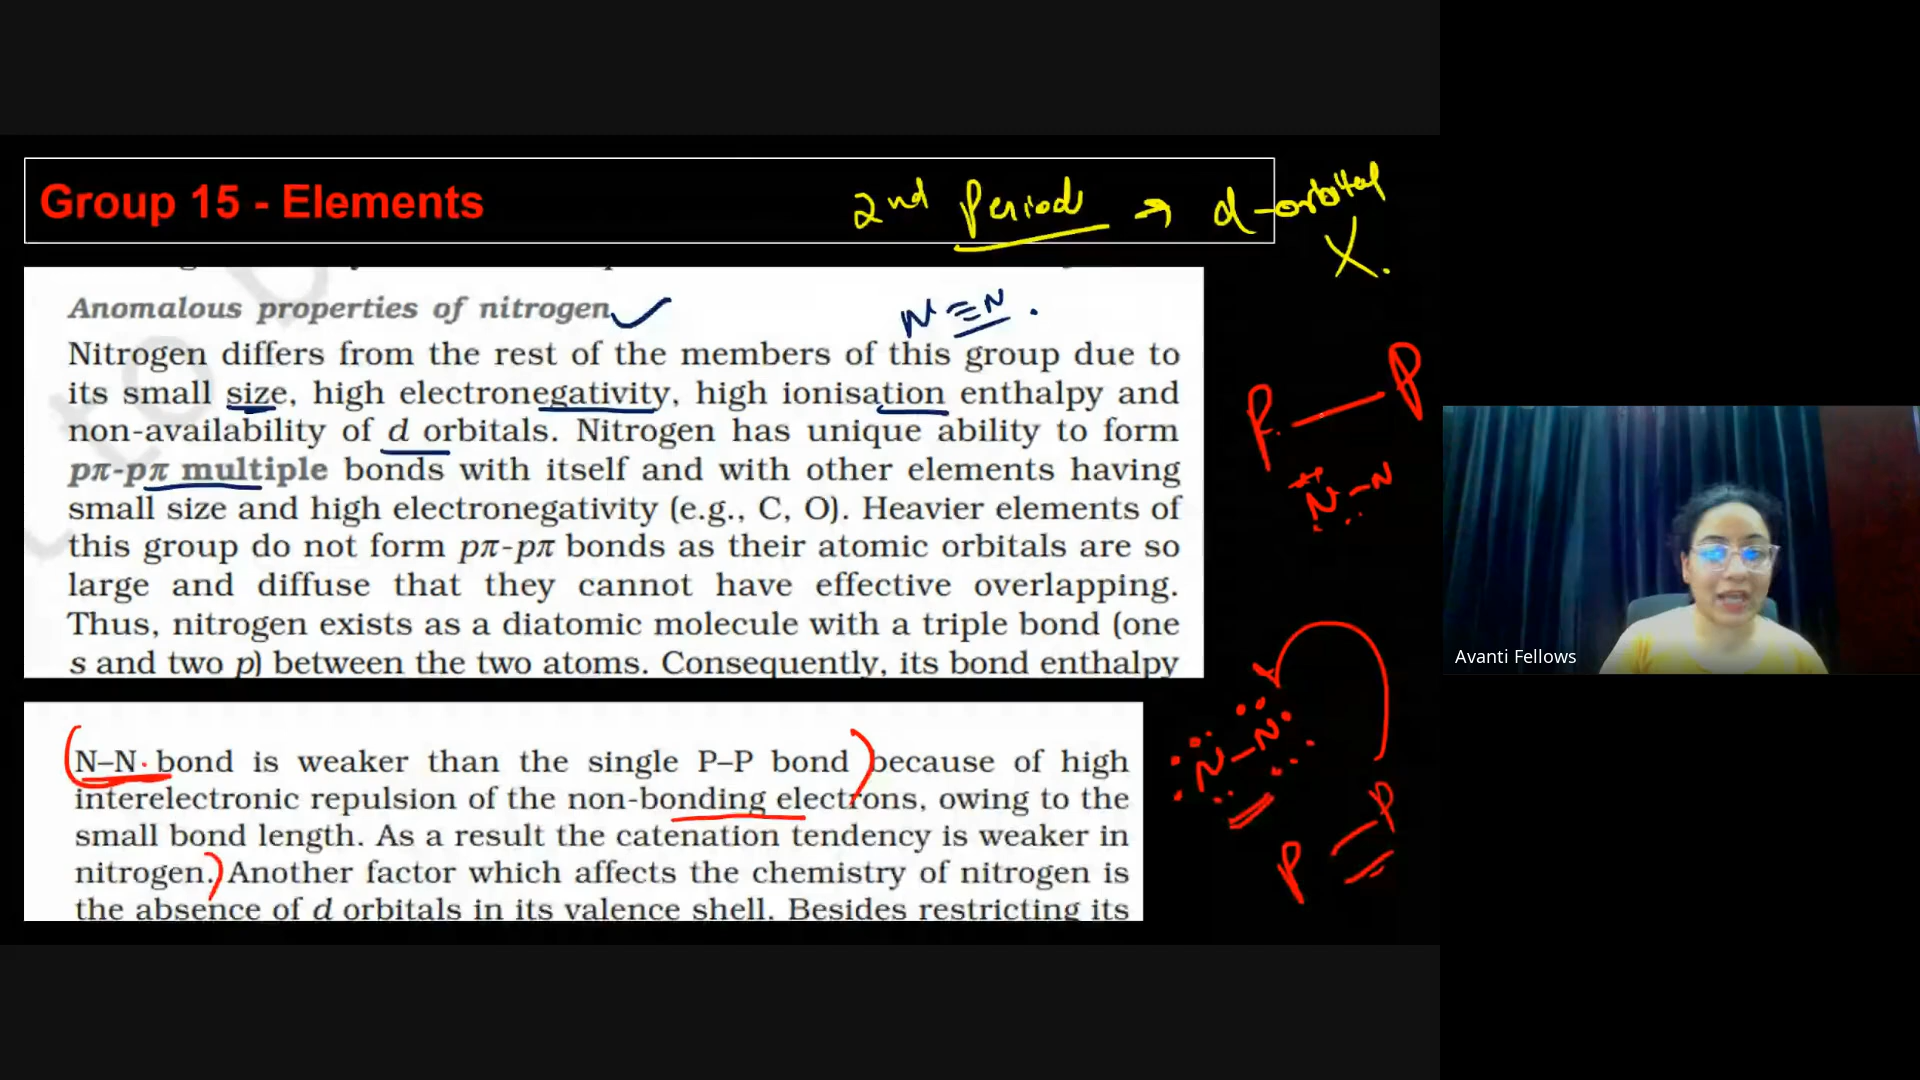 Group 15 - Elements
2nd Period → d-orbital
X.
Anomalous properties of nitrogen
N≡N.
Nitrogen differs from the rest of the members of this group due to
its small size, high electronegativity, high ionisation enthalpy and
non-availability of d orbitals. Nitrogen has unique ability to form
pπ-pπ multiple bonds with itself and with other elements having
small size and high electronegativity (e.g., C, O). Heavier elements of
this group do not form pπ-pπ bonds as their atomic orbitals are so
large and diffuse that they cannot have effective overlapping.
Thus, nitrogen exists as a diatomic molecule with a triple bond (one
s and two p) between the two atoms. Consequently, its bond enthalpy
P — P
N – N
N–N bond is weaker than the single P–P bond because of high
interelectronic repulsion of the non-bonding electrons, owing to the
small bond length. As a result the catenation tendency is weaker in
nitrogen. Another factor which affects the chemistry of nitrogen is
the absence of d orbitals in its valence shell. Besides restricting its
N – N
P – P
Avanti Fellows